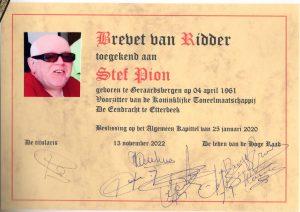 Brevet van Ridder
toegekend aan
Stef Pion
geboren te Geraardsbergen op 04 april 1961
Voorzitter van de Koninklijke Toneelmaatschappij
De Eendracht te Etterbeek
Beslissing op het Algemeen Kapittel van 25 januari 2020
De titularis
13 november 2022
De leden van de Hoge Raad